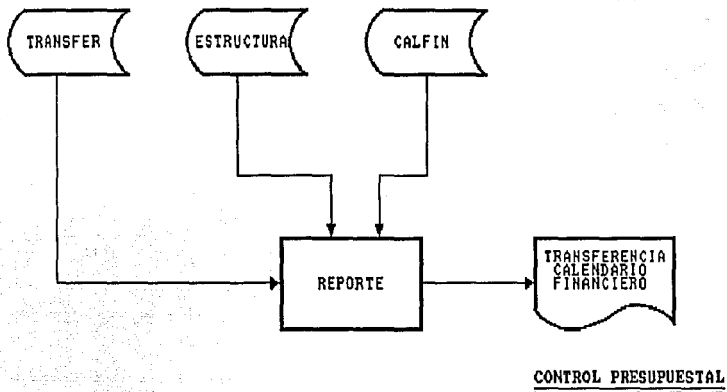 TRANSFER
ESTRUCTURA
CALFIN
REPORTE
TRANSFERENCIA
CALENDARIO
FINANCIERO
CONTROL PRESUPUESTAL